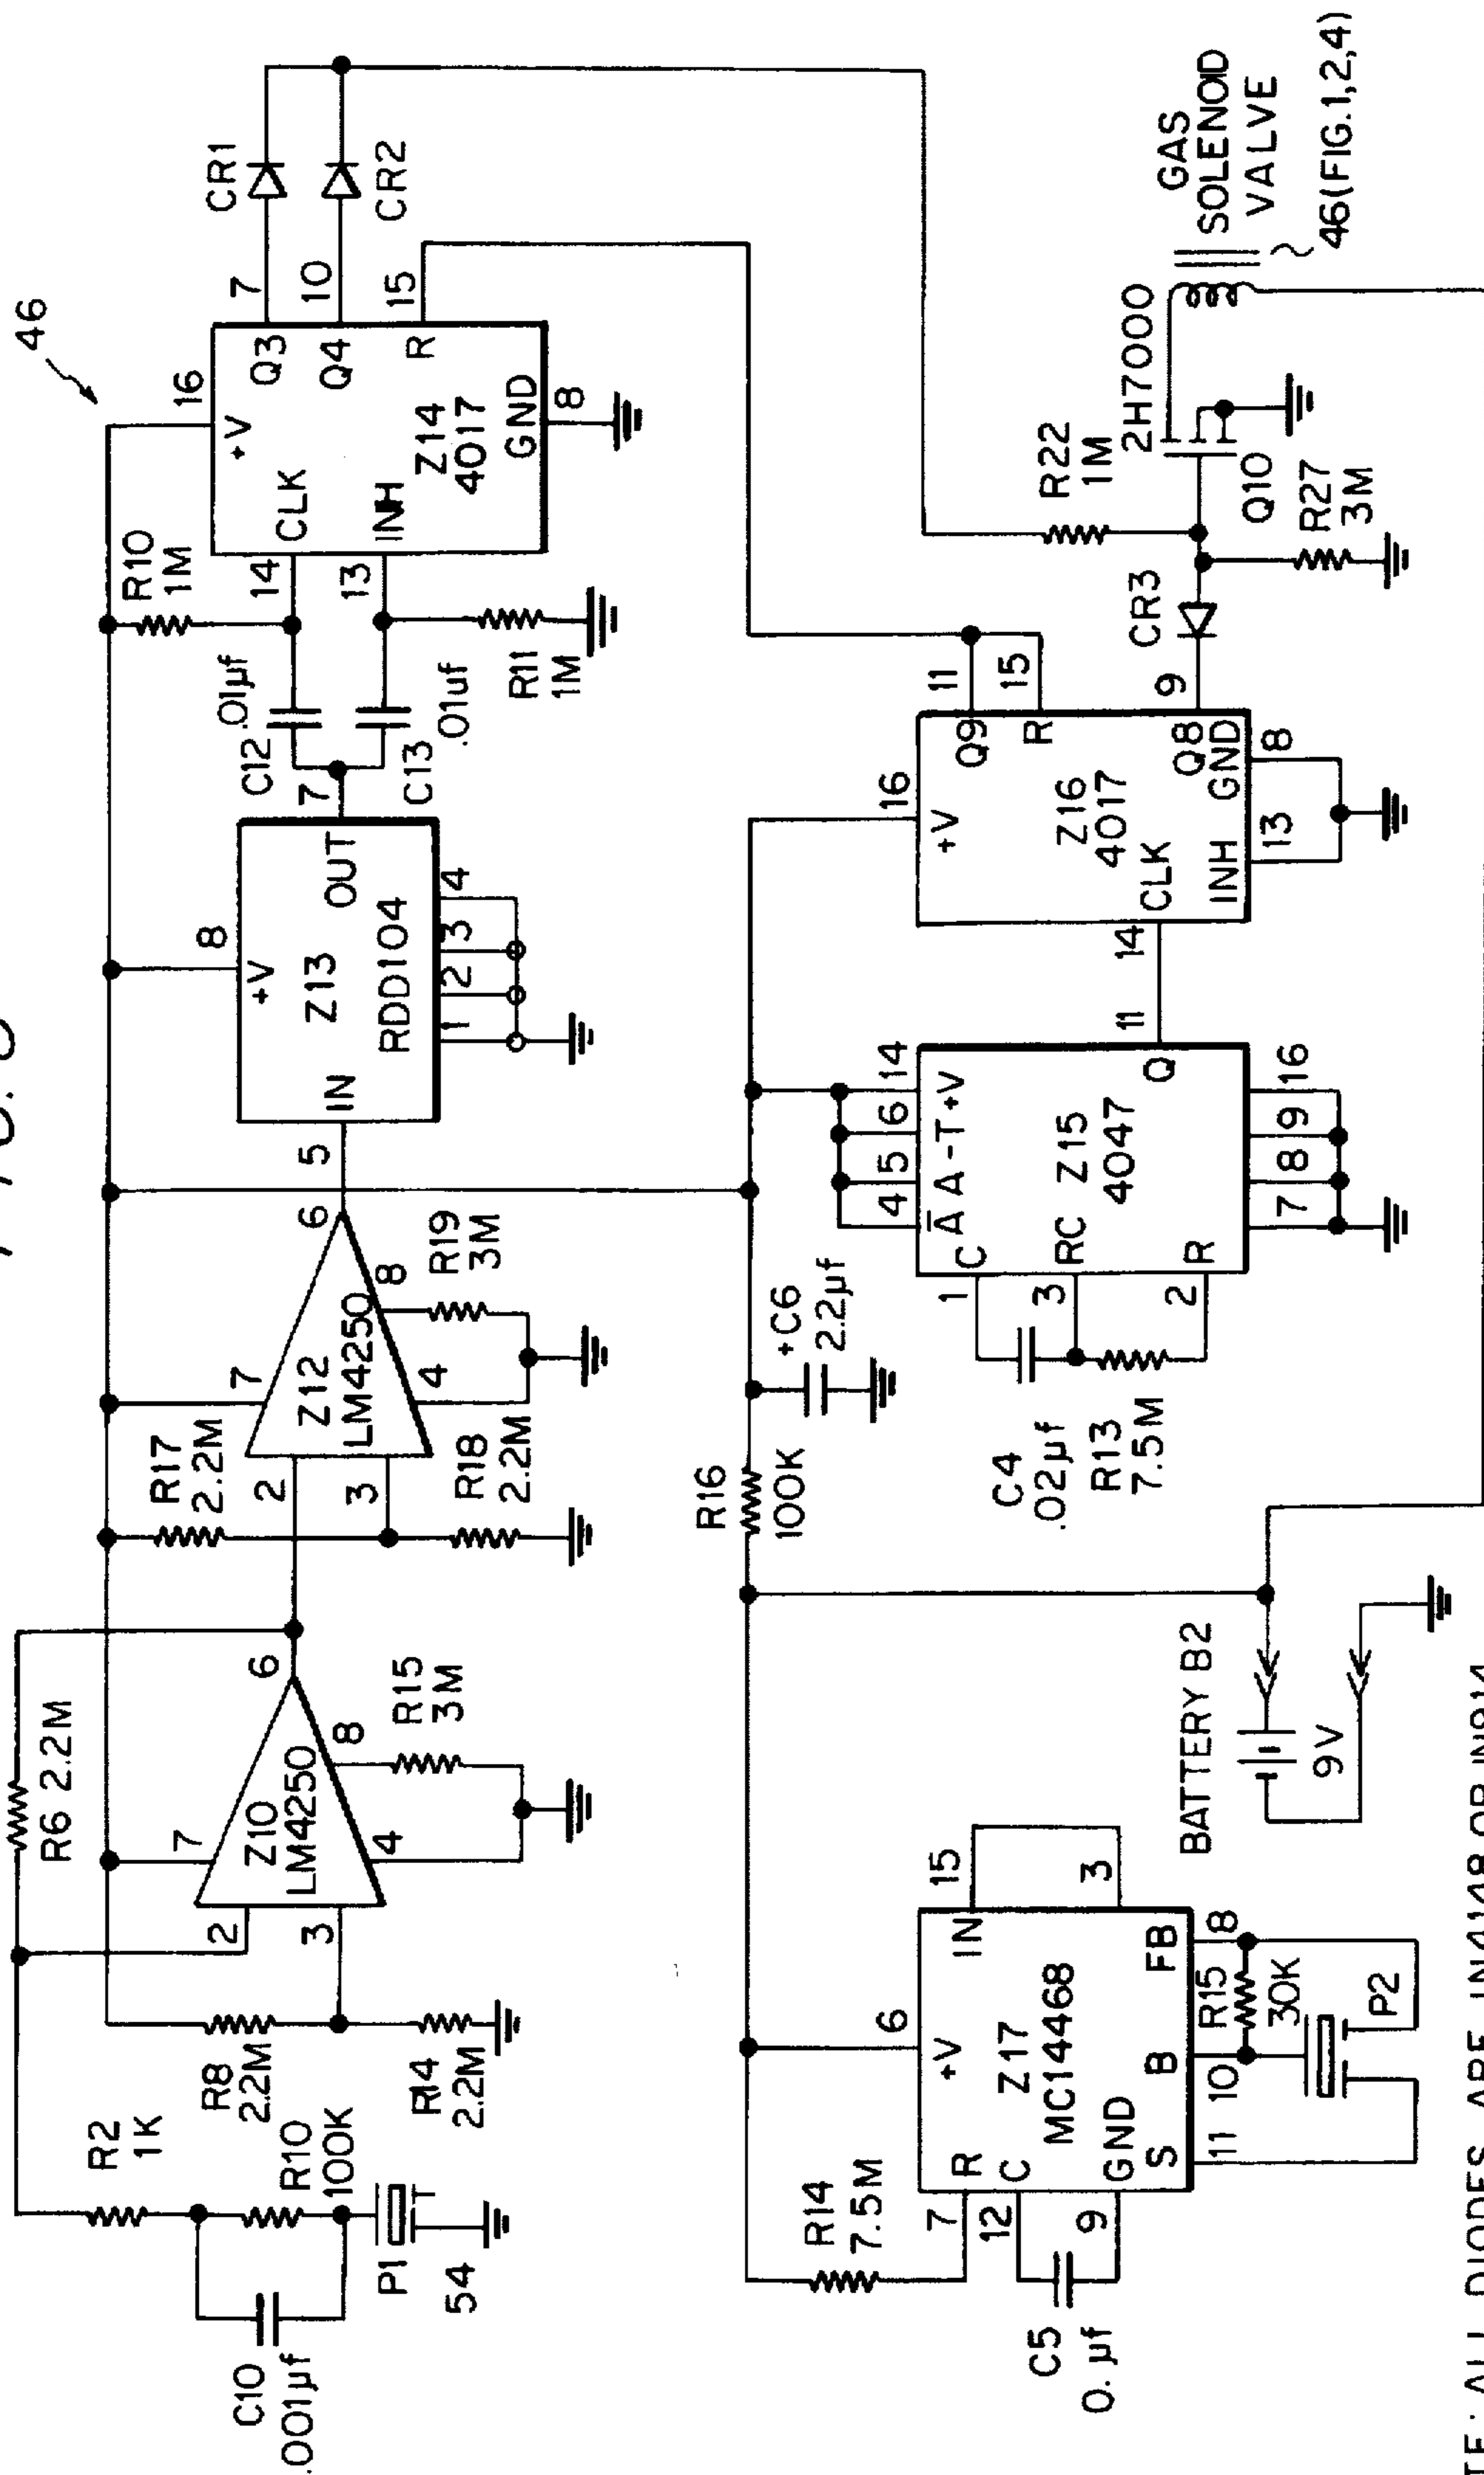 46
R6 2.2M
R2
1K
C10
.001µf
R10
100K
P1
54
R8
2.2M
R14
2.2M
2
3
7
Z10
LM4250
6
8
4
R15
3M
R17
2.2M
2
3
R18
2.2M
7
Z12
LM4250
6
8
4
R19
3M
5
IN
8
+V
Z13
RDD104
OUT
7
1
2
3
4
C12
.01µf
C13
.01uf
R10
1M
R11
1M
14
CLK
13
INH
16
+V
Z14
4017
GND
8
Q3
7
Q4
10
R
15
CR1
CR2
R14
7.5M
C5
0. µf
7
R
12
C
9
GND
6
+V
Z17
MC14468
IN
15
3
S
11
B
10
FB
8
R15
30K
P2
BATTERY B2
9V
R16
100K
+C6
2.2µf
C4
.02µf
R13
7.5M
1
C
3
RC
2
R
4
5
6
14
A̅ A -T+V
Z15
4047
7
8
9
16
Q
11
14
CLK
16
+V
Z16
4017
INH
13
GND
8
Q9
11
R
15
Q8
9
CR3
R22
1M
R27
3M
Q10
2H7000
GAS
SOLENOID
VALVE
46(FIG.1,2,4)
ALL DIODES ARE IN4148 OR IN914